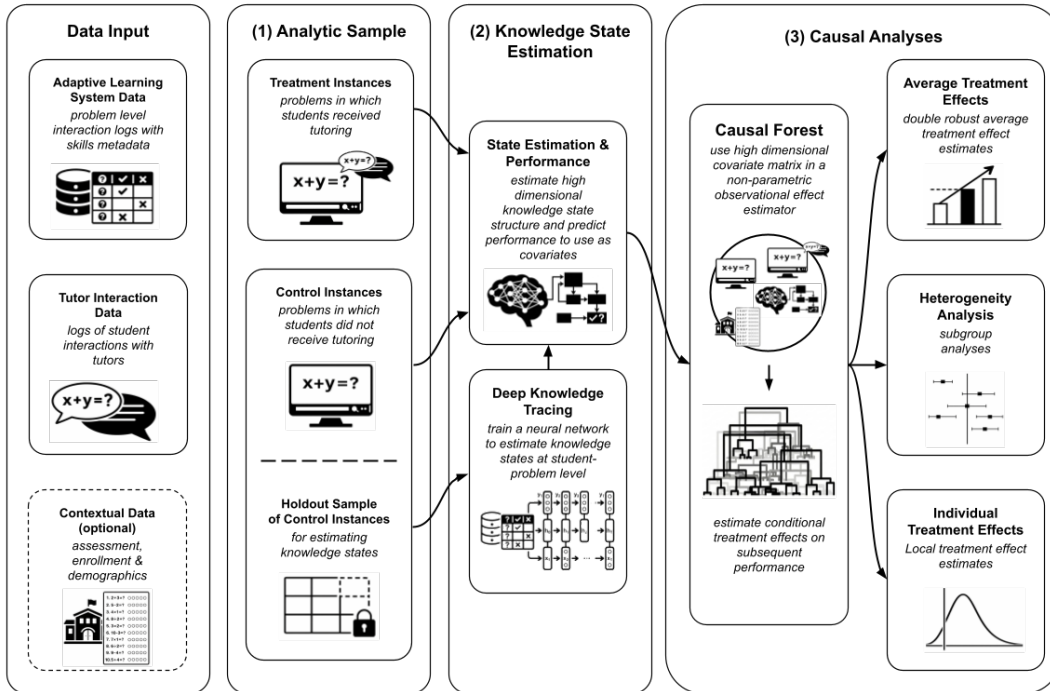 Data Input
Adaptive Learning
System Data
problem level
interaction logs with
skills metadata
Tutor Interaction
Data
logs of student
interactions with
tutors
x+y=?
Contextual Data
(optional)
assessment,
enrollment &
demographics
(1) Analytic Sample
Treatment Instances
problems in which
students received
tutoring
x+y=?
x+y=?
Control Instances
problems in which
students did not
receive tutoring
x+y=?
Holdout Sample
of Control Instances
for estimating
knowledge states
(2) Knowledge State
Estimation
State Estimation &
Performance
estimate high
dimensional
knowledge state
structure and predict
performance to use as
covariates
Deep Knowledge
Tracing
train a neural network
to estimate knowledge
states at student-
problem level
(3) Causal Analyses
Causal Forest
use high dimensional
covariate matrix in a
non-parametric
observational effect
estimator
x+y=?
x+y=?
x+y=?
estimate conditional
treatment effects on
subsequent
performance
Average Treatment
Effects
double robust average
treatment effect
estimates
Heterogeneity
Analysis
subgroup
analyses
Individual
Treatment Effects
Local treatment effect
estimates